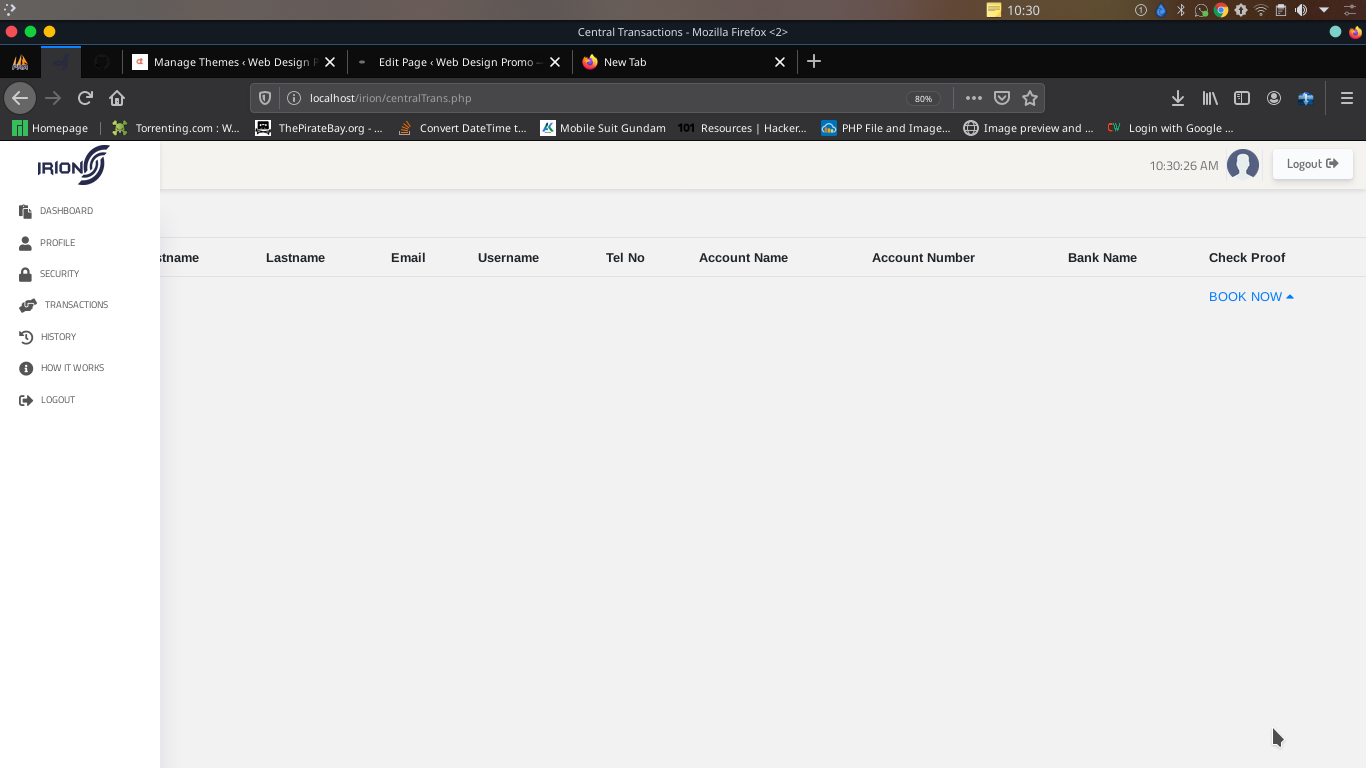 10:30
Central Transactions - Mozilla Firefox <2>
Manage Themes ‹ Web Design P
Edit Page ‹ Web Design Promo —
New Tab
localhost/irion/centralTrans.php
80%
Homepage
Torrenting.com : W...
ThePirateBay.org - ...
Convert DateTime t...
Mobile Suit Gundam
101 Resources | Hacker...
PHP File and Image...
Image preview and ...
CW Login with Google ...
IRION
10:30:26 AM
Logout
DASHBOARD
PROFILE
SECURITY
TRANSACTIONS
HISTORY
HOW IT WORKS
LOGOUT
stname Lastname Email Username Tel No Account Name Account Number Bank Name Check Proof
BOOK NOW